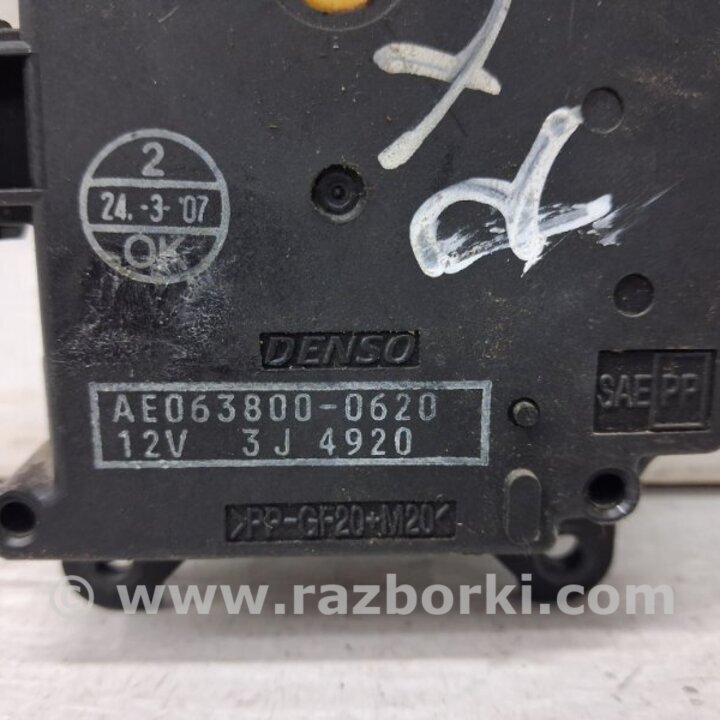 2
24.-3-'07
OK
DENSO
AE063800-0620
12V 3J 4920
SAE PP
>PP-GF20+M20<
© www.razborki.com